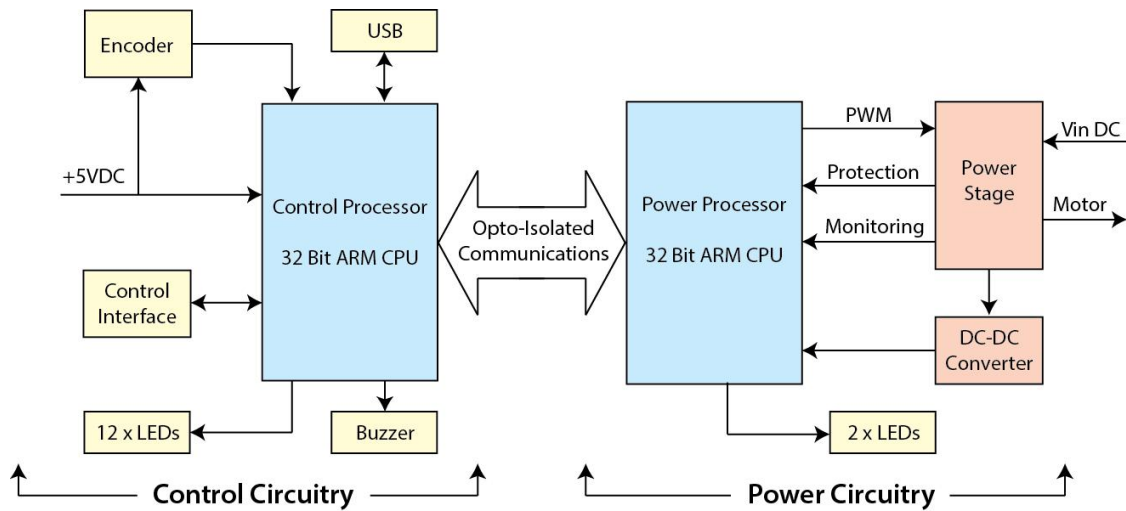 Encoder
USB
+5VDC
Control Processor
32 Bit ARM CPU
Control
Interface
12 x LEDs
Buzzer
Control Circuitry
Opto-Isolated
Communications
Power Processor
32 Bit ARM CPU
PWM
Protection
Monitoring
Power
Stage
Vin DC
Motor
DC-DC
Converter
2 x LEDs
Power Circuitry